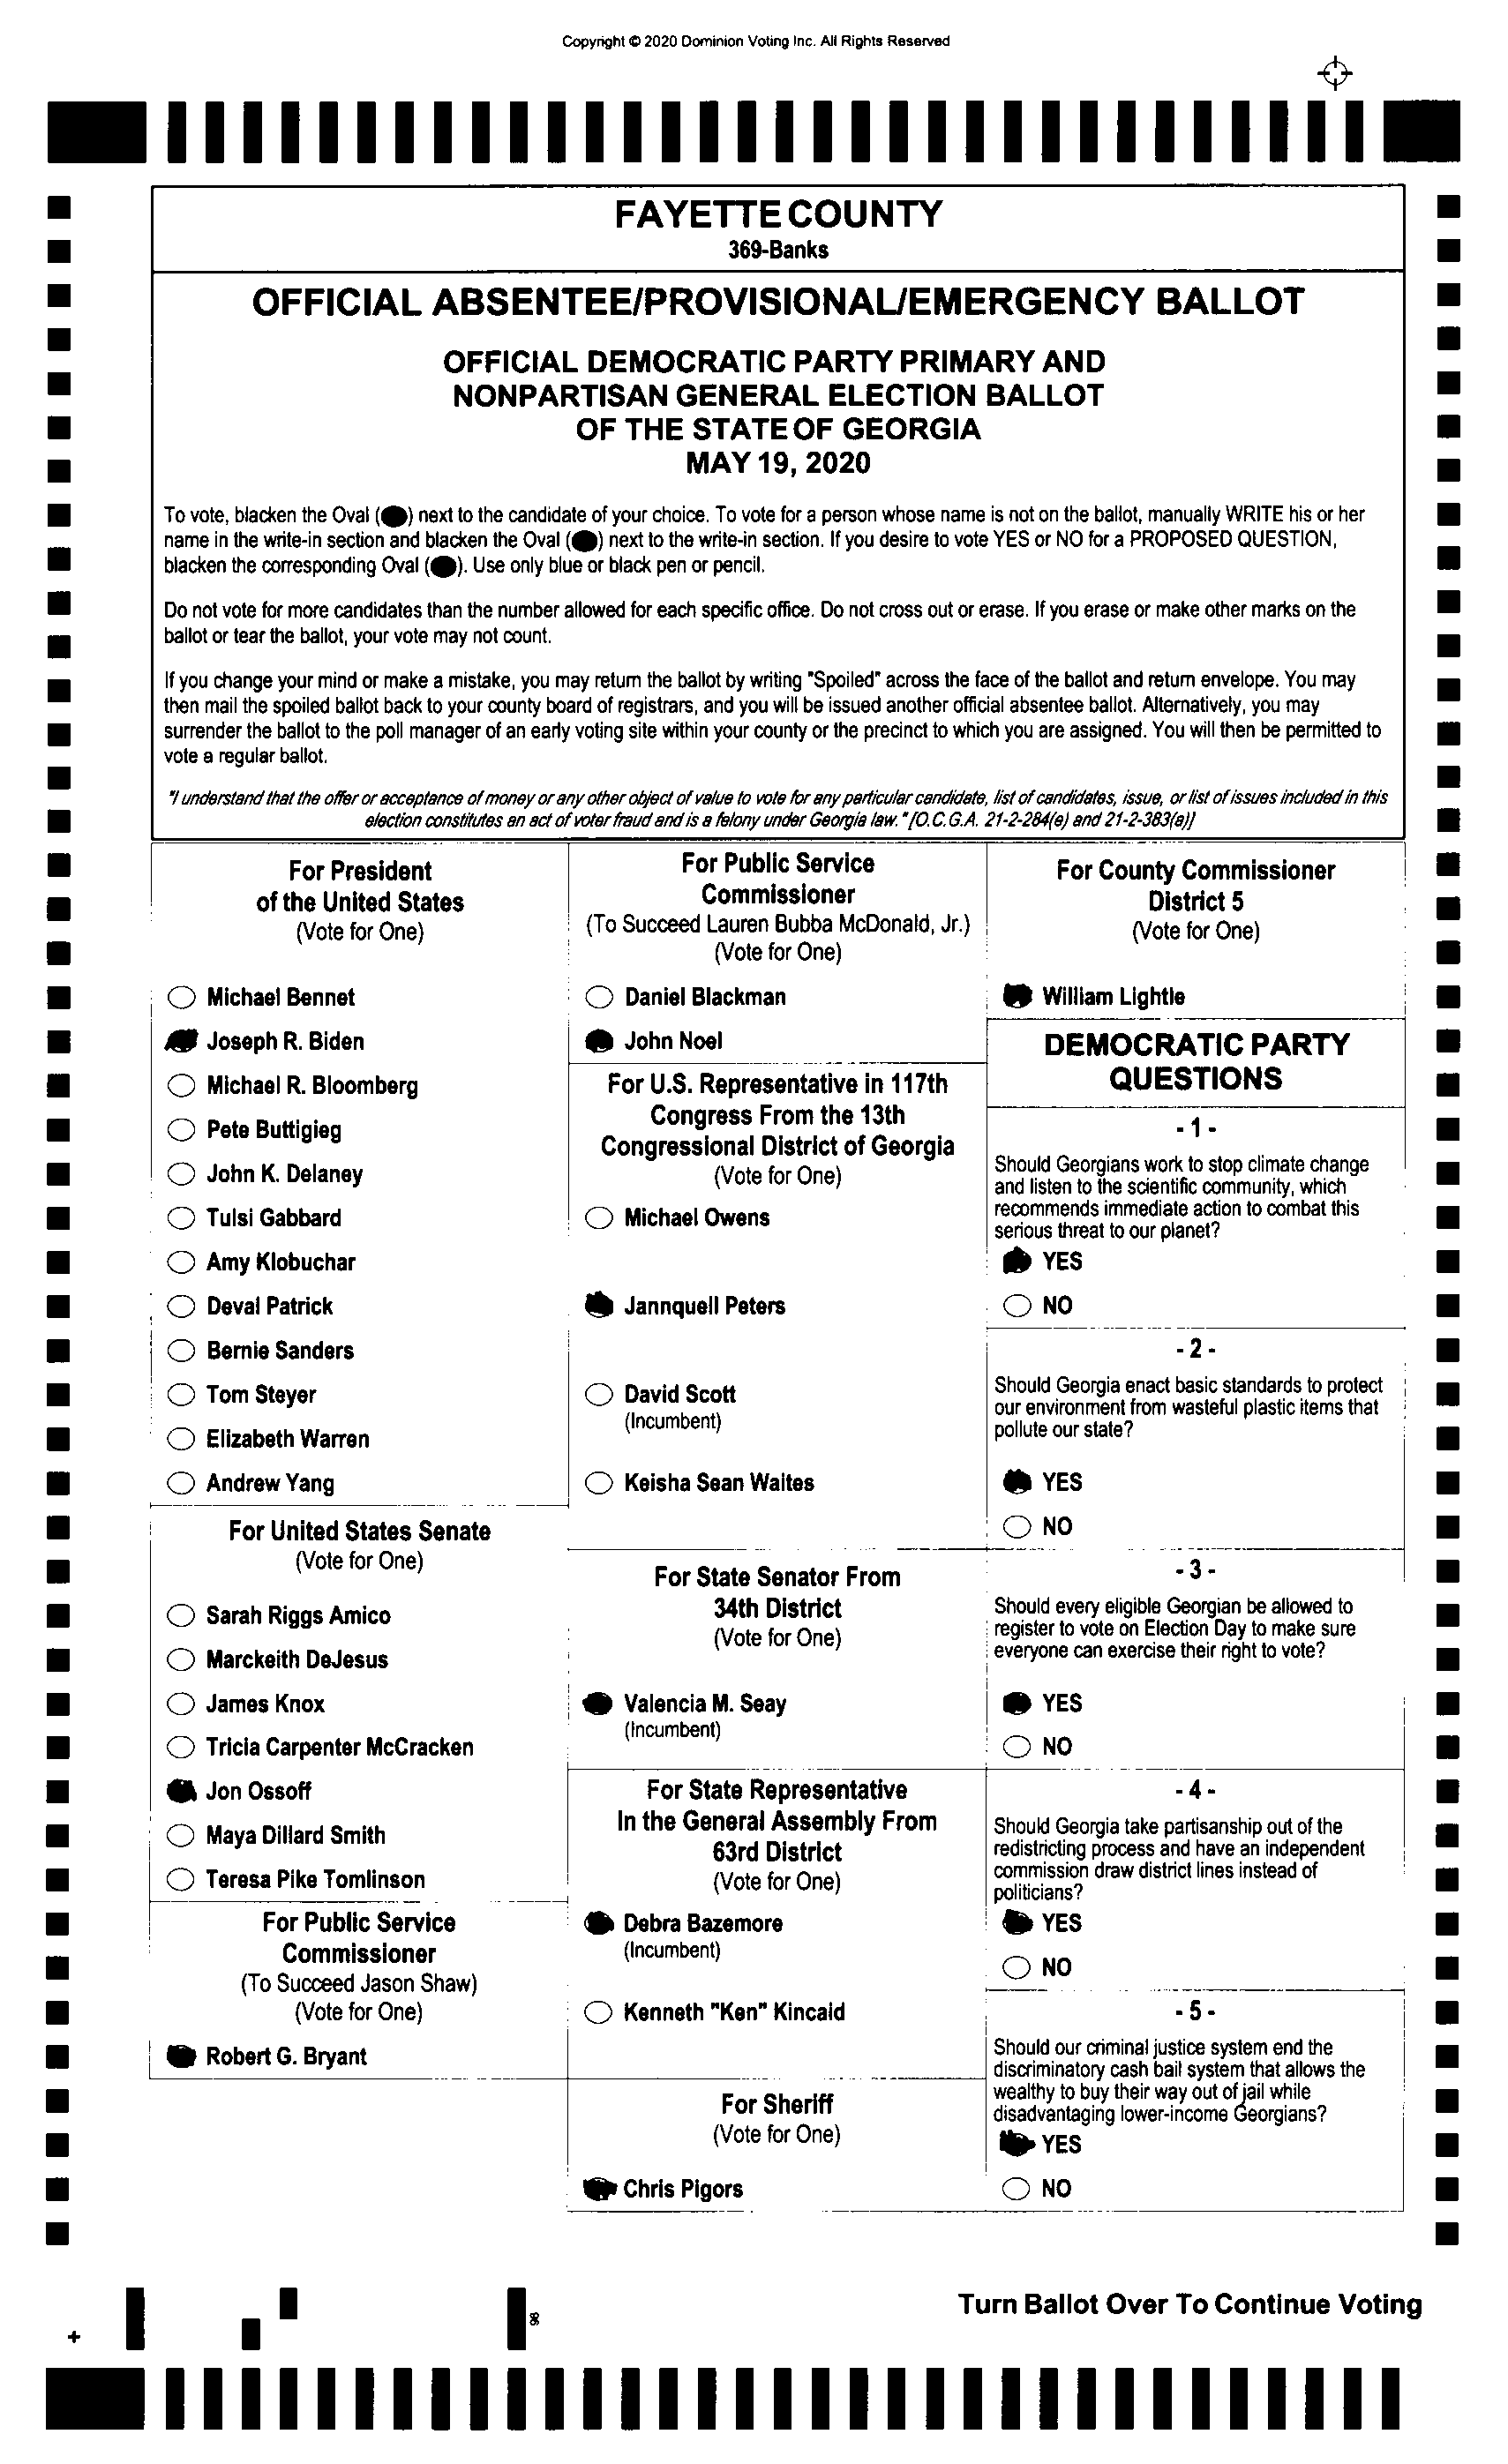 Copyright © 2020 Dominion Voting Inc. All Rights Reserved
FAYETTE COUNTY
369-Banks
OFFICIAL ABSENTEE/PROVISIONAL/EMERGENCY BALLOT
OFFICIAL DEMOCRATIC PARTY PRIMARY AND
NONPARTISAN GENERAL ELECTION BALLOT
OF THE STATE OF GEORGIA
MAY 19, 2020
To vote, blacken the Oval (⬬) next to the candidate of your choice. To vote for a person whose name is not on the ballot, manually WRITE his or her
name in the write-in section and blacken the Oval (⬬) next to the write-in section. If you desire to vote YES or NO for a PROPOSED QUESTION,
blacken the corresponding Oval (⬬). Use only blue or black pen or pencil.
Do not vote for more candidates than the number allowed for each specific office. Do not cross out or erase. If you erase or make other marks on the
ballot or tear the ballot, your vote may not count.
If you change your mind or make a mistake, you may return the ballot by writing "Spoiled" across the face of the ballot and return envelope. You may
then mail the spoiled ballot back to your county board of registrars, and you will be issued another official absentee ballot. Alternatively, you may
surrender the ballot to the poll manager of an early voting site within your county or the precinct to which you are assigned. You will then be permitted to
vote a regular ballot.
"I understand that the offer or acceptance of money or any other object of value to vote for any particular candidate, list of candidates, issue, or list of issues included in this
election constitutes an act of voter fraud and is a felony under Georgia law." [O.C.G.A. 21-2-284(e) and 21-2-383(a)]
For President
of the United States
(Vote for One)
Michael Bennet
Joseph R. Biden
Michael R. Bloomberg
Pete Buttigieg
John K. Delaney
Tulsi Gabbard
Amy Klobuchar
Deval Patrick
Bernie Sanders
Tom Steyer
Elizabeth Warren
Andrew Yang
For United States Senate
(Vote for One)
Sarah Riggs Amico
Marckeith DeJesus
James Knox
Tricia Carpenter McCracken
Jon Ossoff
Maya Dillard Smith
Teresa Pike Tomlinson
For Public Service
Commissioner
(To Succeed Jason Shaw)
(Vote for One)
Robert G. Bryant
For Public Service
Commissioner
(To Succeed Lauren Bubba McDonald, Jr.)
(Vote for One)
Daniel Blackman
John Noel
For U.S. Representative in 117th
Congress From the 13th
Congressional District of Georgia
(Vote for One)
Michael Owens
Jannquell Peters
David Scott
(Incumbent)
Keisha Sean Waites
For State Senator From
34th District
(Vote for One)
Valencia M. Seay
(Incumbent)
For State Representative
In the General Assembly From
63rd District
(Vote for One)
Debra Bazemore
(Incumbent)
Kenneth "Ken" Kincaid
For Sheriff
(Vote for One)
Chris Pigors
For County Commissioner
District 5
(Vote for One)
William Lightle
DEMOCRATIC PARTY
QUESTIONS
- 1 -
Should Georgians work to stop climate change
and listen to the scientific community, which
recommends immediate action to combat this
serious threat to our planet?
YES
NO
- 2 -
Should Georgia enact basic standards to protect
our environment from wasteful plastic items that
pollute our state?
YES
NO
- 3 -
Should every eligible Georgian be allowed to
register to vote on Election Day to make sure
everyone can exercise their right to vote?
YES
NO
- 4 -
Should Georgia take partisanship out of the
redistricting process and have an independent
commission draw district lines instead of
politicians?
YES
NO
- 5 -
Should our criminal justice system end the
discriminatory cash bail system that allows the
wealthy to buy their way out of jail while
disadvantaging lower-income Georgians?
YES
NO
Turn Ballot Over To Continue Voting